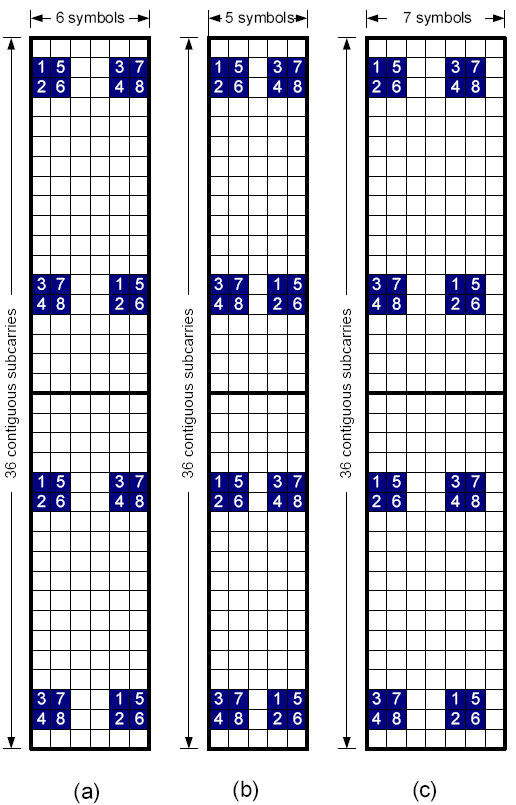 6 symbols 5 symbols 7 symbols
1 5 3 7 1 5 3 7 1 5 3 7
2 6 4 8 2 6 4 8 2 6 4 8
3 7 1 5 3 7 1 5 3 7 1 5
4 8 2 6 4 8 2 6 4 8 2 6
36 contiguous subcarries 36 contiguous subcarries 36 contiguous subcarries
1 5 3 7 1 5 3 7 1 5 3 7
2 6 4 8 2 6 4 8 2 6 4 8
3 7 1 5 3 7 1 5 3 7 1 5
4 8 2 6 4 8 2 6 4 8 2 6
(a) (b) (c)